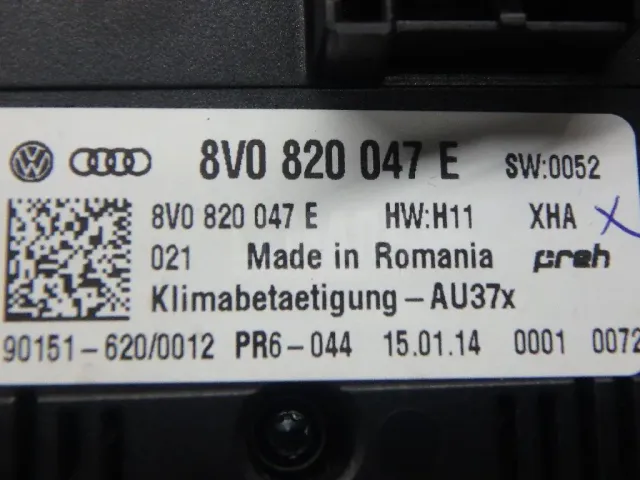 8V0 820 047 E SW:0052
8V0 820 047 E HW:H11 XHA X
021 Made in Romania preh
Klimabetaetigung-AU37x
90151-620/0012 PR6-044 15.01.14 0001 0072